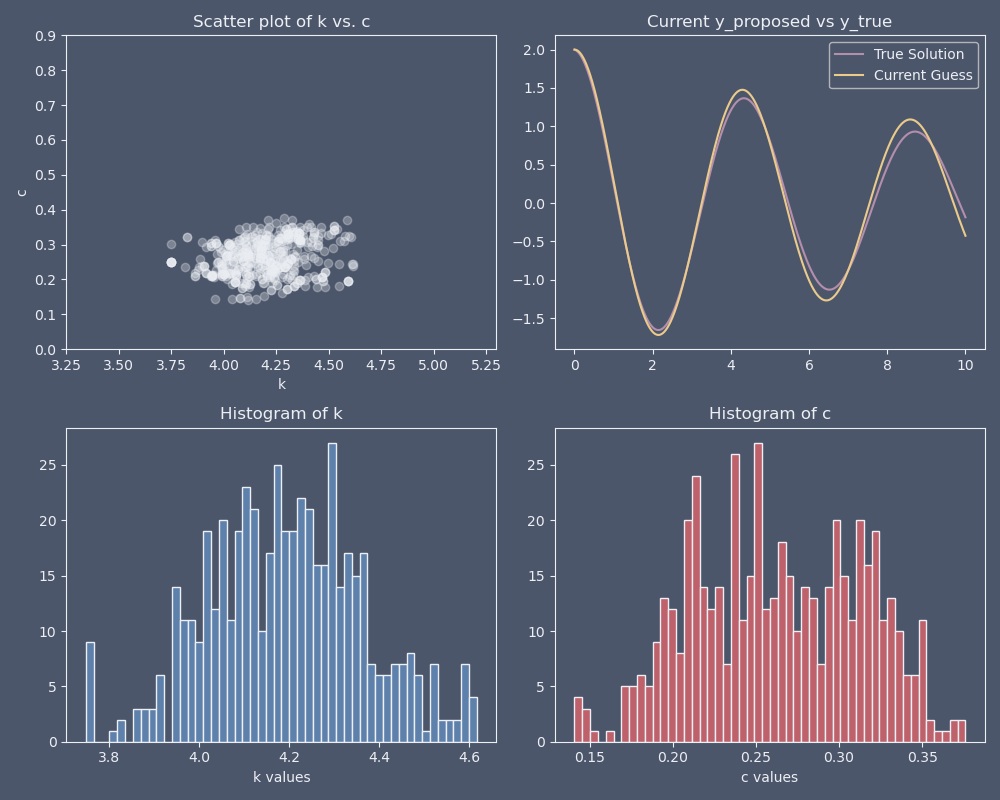 Scatter plot of k vs. c
0.9
0.8
0.7
0.6
0.5
0.4
0.3
0.2
0.1
0.0
c
3.25 3.50 3.75 4.00 4.25 4.50 4.75 5.00 5.25
k
Current y_proposed vs y_true
True Solution
Current Guess
2.0
1.5
1.0
0.5
0.0
−0.5
−1.0
−1.5
0 2 4 6 8 10
Histogram of k
25
20
15
10
5
0
3.8 4.0 4.2 4.4 4.6
k values
Histogram of c
25
20
15
10
5
0
0.15 0.20 0.25 0.30 0.35
c values